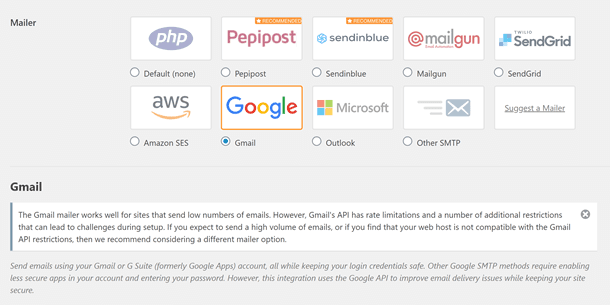 Mailer
php
RECOMMENDED
Pepipost
RECOMMENDED
sendinblue
@mailgun
Email Automation
TWILIO
SendGrid
Default (none)
Pepipost
Sendinblue
Mailgun
SendGrid
aws
Google
Microsoft
Suggest a Mailer
Amazon SES
Gmail
Outlook
Other SMTP
Gmail
The Gmail mailer works well for sites that send low numbers of emails. However, Gmail's API has rate limitations and a number of additional restrictions
that can lead to challenges during setup. If you expect to send a high volume of emails, or if you find that your web host is not compatible with the Gmail
API restrictions, then we recommend considering a different mailer option.
Send emails using your Gmail or G Suite (formerly Google Apps) account, all while keeping your login credentials safe. Other Google SMTP methods require enabling
less secure apps in your account and entering your password. However, this integration uses the Google API to improve email delivery issues while keeping your site
secure.